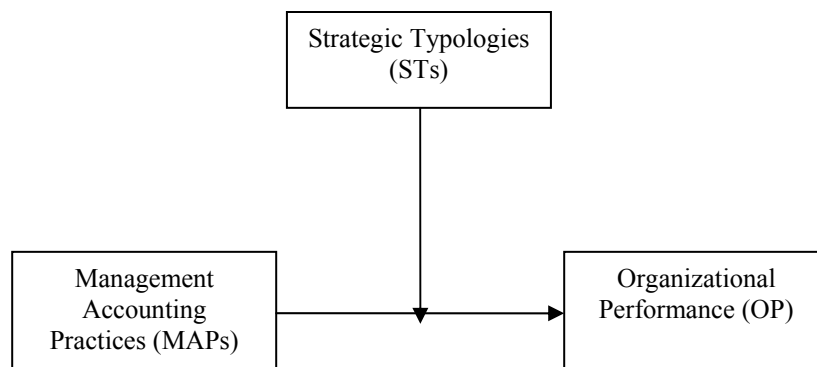 Strategic Typologies
(STs)
Management
Accounting
Practices (MAPs)
Organizational
Performance (OP)